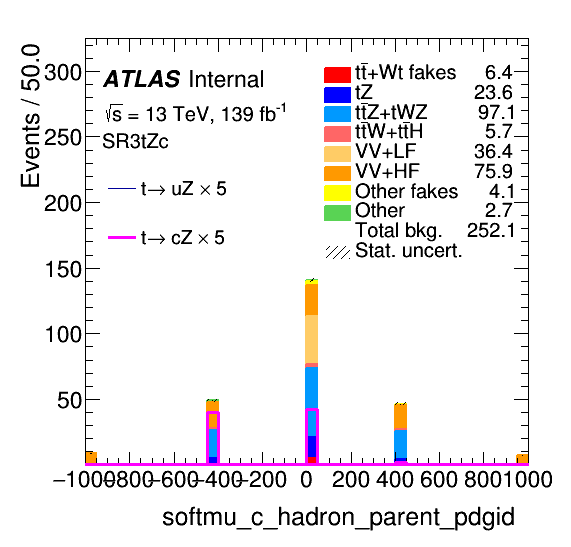 Events / 50.0
300
250
200
150
100
50
ATLAS Internal
√s = 13 TeV, 139 fb⁻¹
SR3tZc
t→ uZ × 5
t→ cZ × 5
tt̄+Wt fakes 6.4
tZ 23.6
tt̄Z+tWZ 97.1
tt̄W+tt̄H 5.7
VV+LF 36.4
VV+HF 75.9
Other fakes 4.1
Other 2.7
Total bkg. 252.1
Stat. uncert.
−1000 −800 −600 −400 −200 0 200 400 600 800 1000
softmu_c_hadron_parent_pdgid